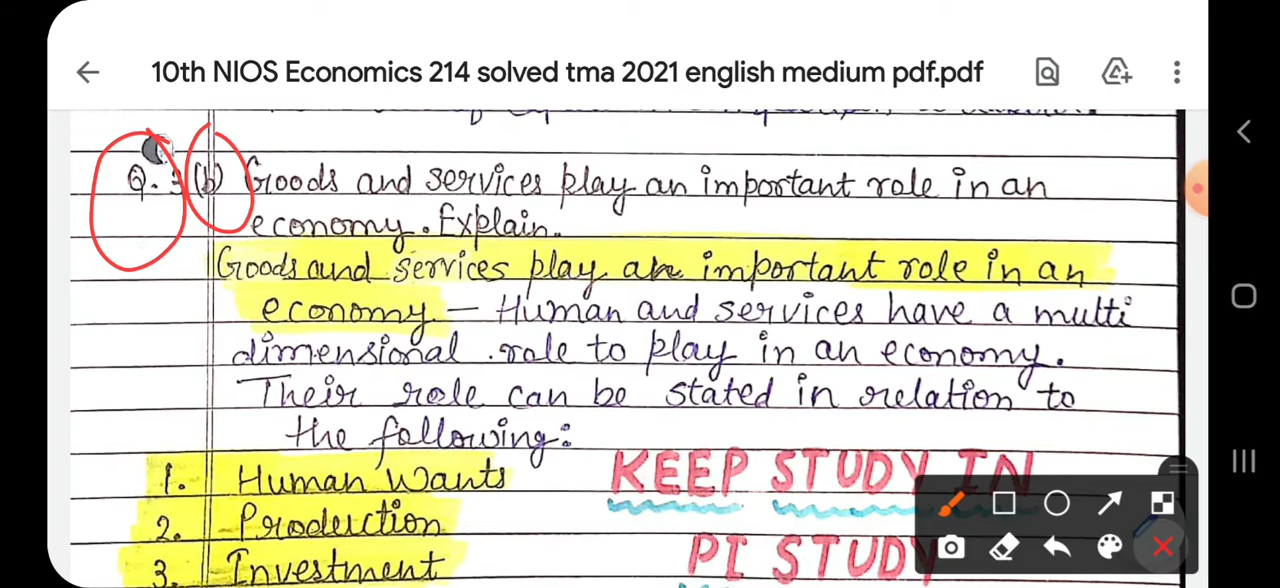 10th NIOS Economics 214 solved tma 2021 english medium pdf.pdf
Q. 3 (b) Goods and services play an important role in an
economy. Explain.
Goods and services play an important role in an
economy – Human and services have a multi
dimensional role to play in an economy.
Their role can be stated in relation to
the following:
1. Human Wants
2. Production
3. Investment
KEEP STUDY IN
PI STUDY